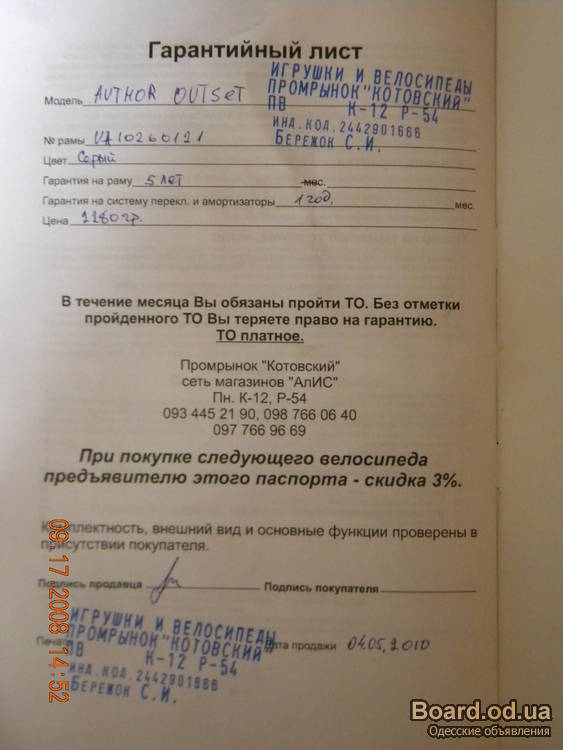 Гарантийный лист
ИГРУШКИ И ВЕЛОСИПЕДЫ
ПРОМРЫНОК"КОТОВСКИЙ"
ПВ К-12 Р-54
ИНД.КОД.2442901666
БЕРЕЖОК С.И.
Модель AUTHOR OUTSET
№ рамы VA10260121
Цвет Серый
Гарантия на раму 5 лет мес.
Гарантия на систему перекл. и амортизаторы 1 год. мес.
Цена 2280гр.
В течение месяца Вы обязаны пройти ТО. Без отметки
пройденного ТО Вы теряете право на гарантию.
ТО платное.
Промрынок "Котовский"
сеть магазинов "АлИС"
Пн. К-12, Р-54
093 445 21 90, 098 766 06 40
097 766 96 69
При покупке следующего велосипеда
предъявителю этого паспорта - скидка 3%.
Комплектность, внешний вид и основные функции проверены в
присутствии покупателя.
Подпись продавца Подпись покупателя
Печать Дата продажи 04.05.2010
ИГРУШКИ И ВЕЛОСИПЕДЫ
ПРОМРЫНОК"КОТОВСКИЙ"
ПВ К-12 Р-54
ИНД.КОД.2442901666
БЕРЕЖОК С.И.
09 17 2008 14:52
Board.od.ua
Одесские объявления